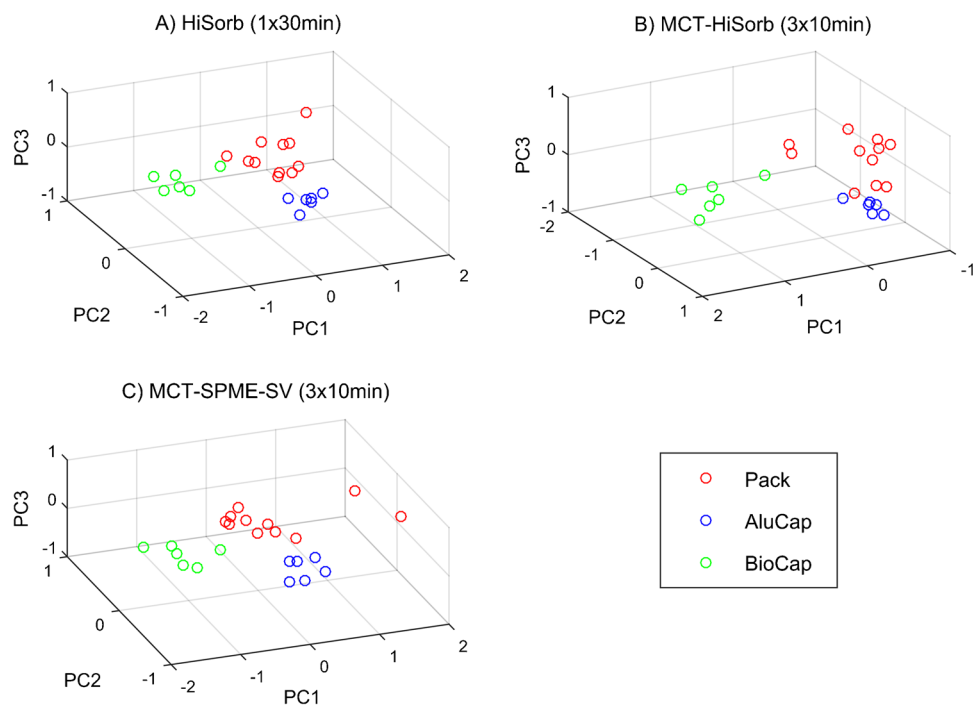 A) HiSorb (1x30min)
1
0
-1
PC3
1
0
-1
PC2
-2
-1
0
1
2
PC1
B) MCT-HiSorb (3x10min)
1
0
-1
PC3
-2
-1
0
1
PC2
2
1
0
-1
PC1
C) MCT-SPME-SV (3x10min)
1
0
-1
PC3
1
0
-1
PC2
-2
-1
0
1
2
PC1
Pack
AluCap
BioCap